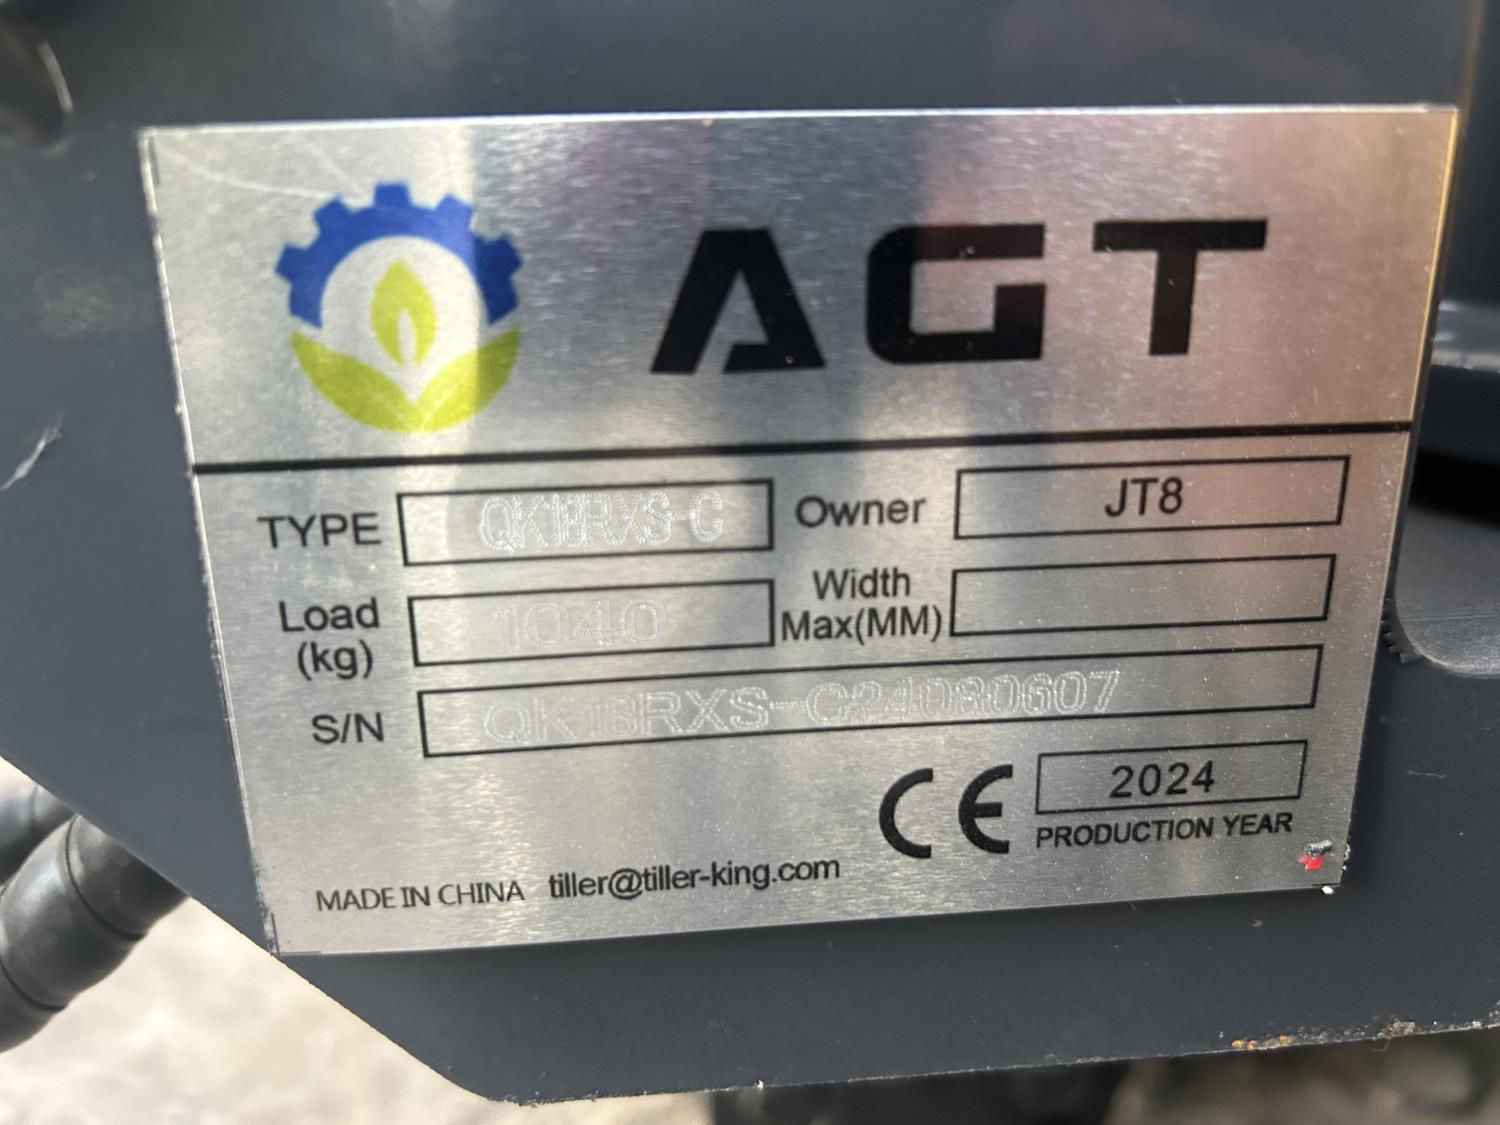 AGT
TYPE QK18RXS-C Owner JT8
Load (kg) 1040 Width Max(MM)
S/N QK18RXS-C24080607
CE 2024
PRODUCTION YEAR
MADE IN CHINA tiller@tiller-king.com